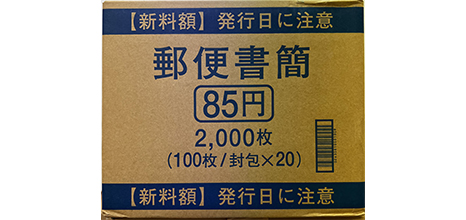 【新料額】発行日に注意
郵便書簡
85円
2,000枚
(100枚/封包×20)
【新料額】発行日に注意